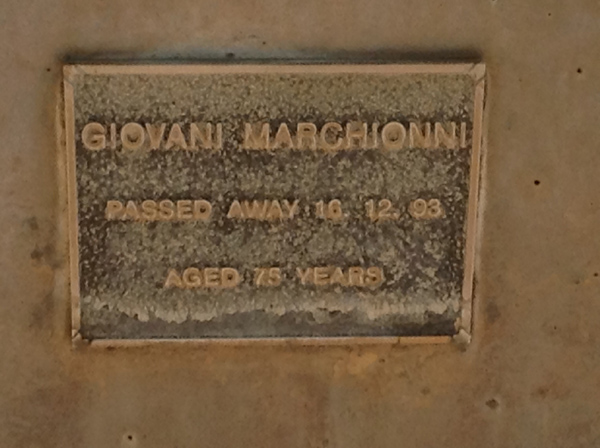 GIOVANI MARCHIONNI
PASSED AWAY 16. 12. 93
AGED 75 YEARS